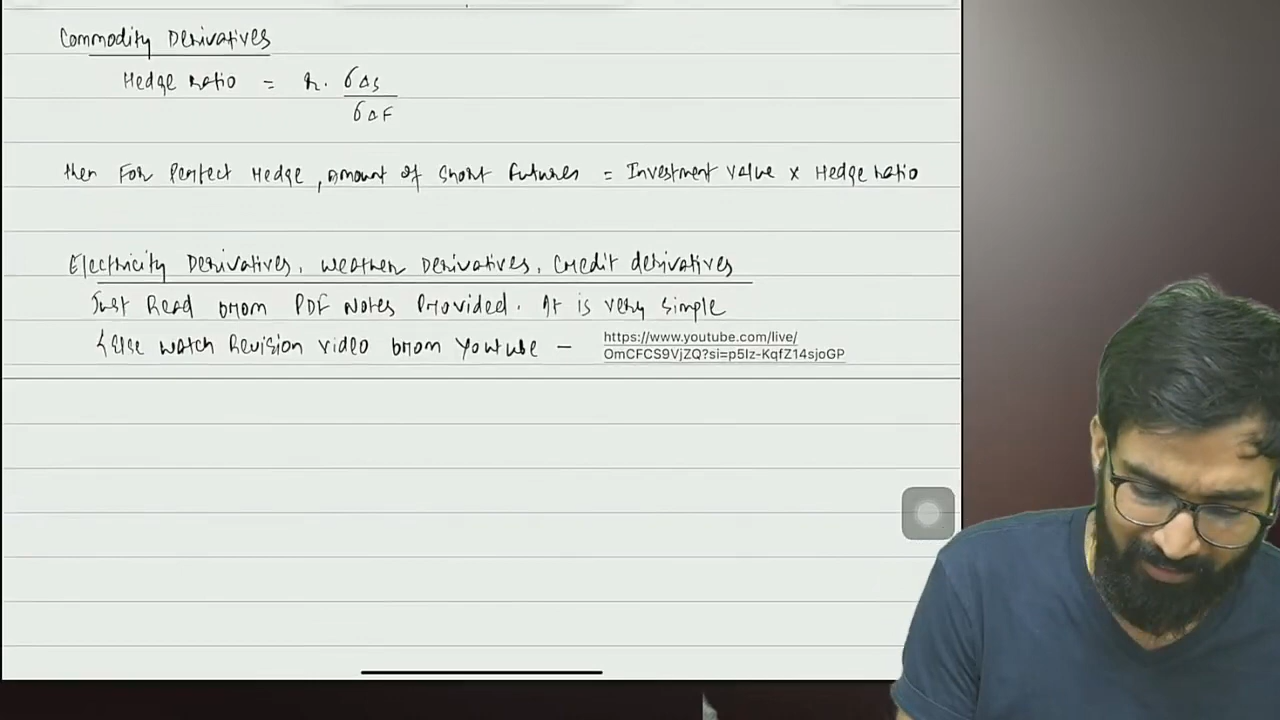 Commodity Derivatives
Hedge ratio = r. σΔs
σΔF
then For Perfect Hedge, amount of short futures = Investment value × Hedge ratio
Electricity Derivatives, weather Derivatives, Credit derivatives
Just Read from PDF Notes Provided. It is very simple
{else watch Revision video from Youtube –
https://www.youtube.com/live/
OmCFCS9VjZQ?si=p5Iz-KqfZ14sjoGP